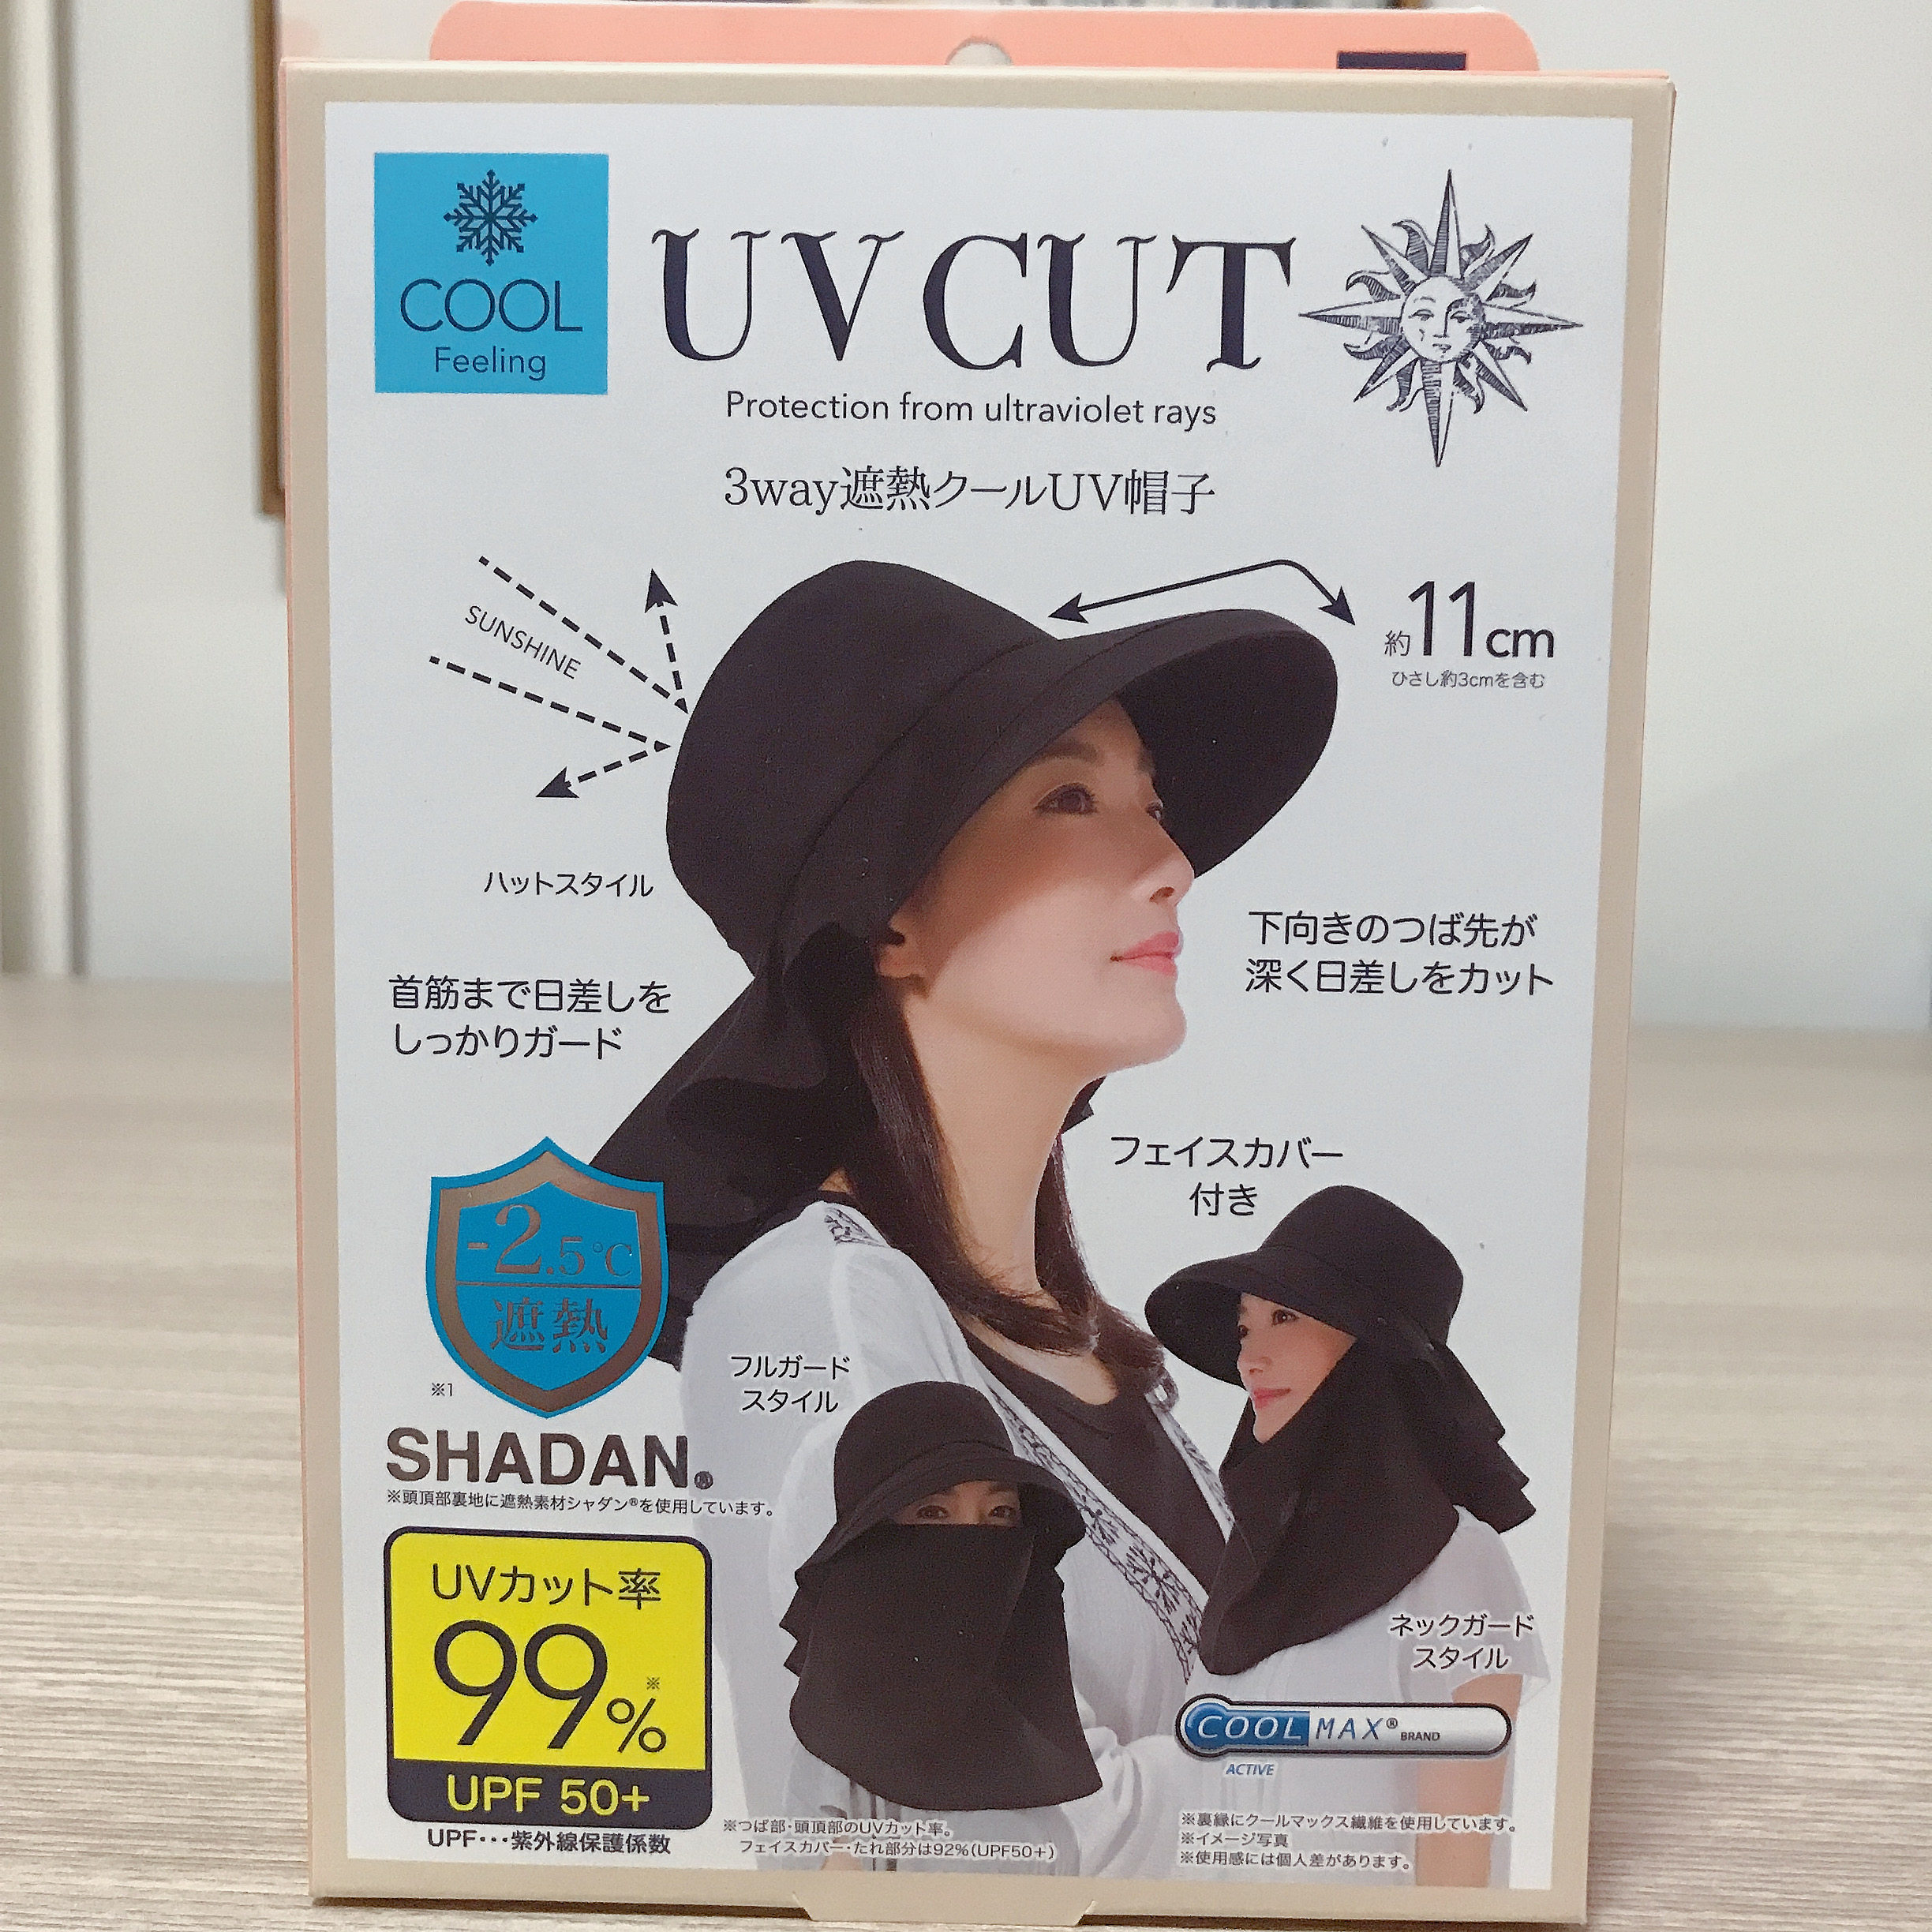 COOL
Feeling
UV CUT
Protection from ultraviolet rays
3way遮熱クールUV帽子
SUNSHINE
約11cm
ひさし約3cmを含む
ハットスタイル
首筋まで日差しを
しっかりガード
下向きのつば先が
深く日差しをカット
フェイスカバー
付き
-2.5℃
遮熱
※1
SHADAN®
※頭頂部裏地に遮熱素材シャダン®を使用しています。
フルガード
スタイル
ネックガード
スタイル
UVカット率
99%※
UPF 50+
UPF・・・紫外線保護係数
※つば部・頭頂部のUVカット率。
フェイスカバー・たれ部分は92%(UPF50+)
COOLMAX® BRAND
ACTIVE
※裏縁にクールマックス繊維を使用しています。
※イメージ写真
※使用感には個人差があります。